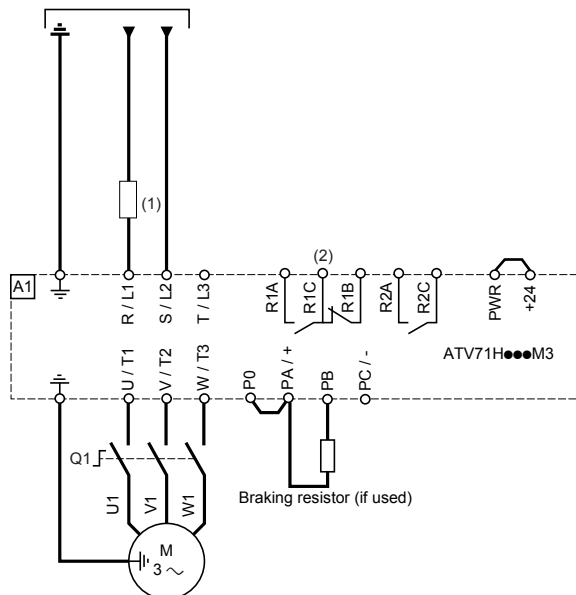 (1)
(2)
A1
R / L1
S / L2
T / L3
R1A
R1C
R1B
R2A
R2C
PWR
+24
ATV71H●●●M3
U / T1
V / T2
W / T3
P0
PA / +
PB
PC / -
Q1
U1
V1
W1
Braking resistor (if used)
M
3 ~